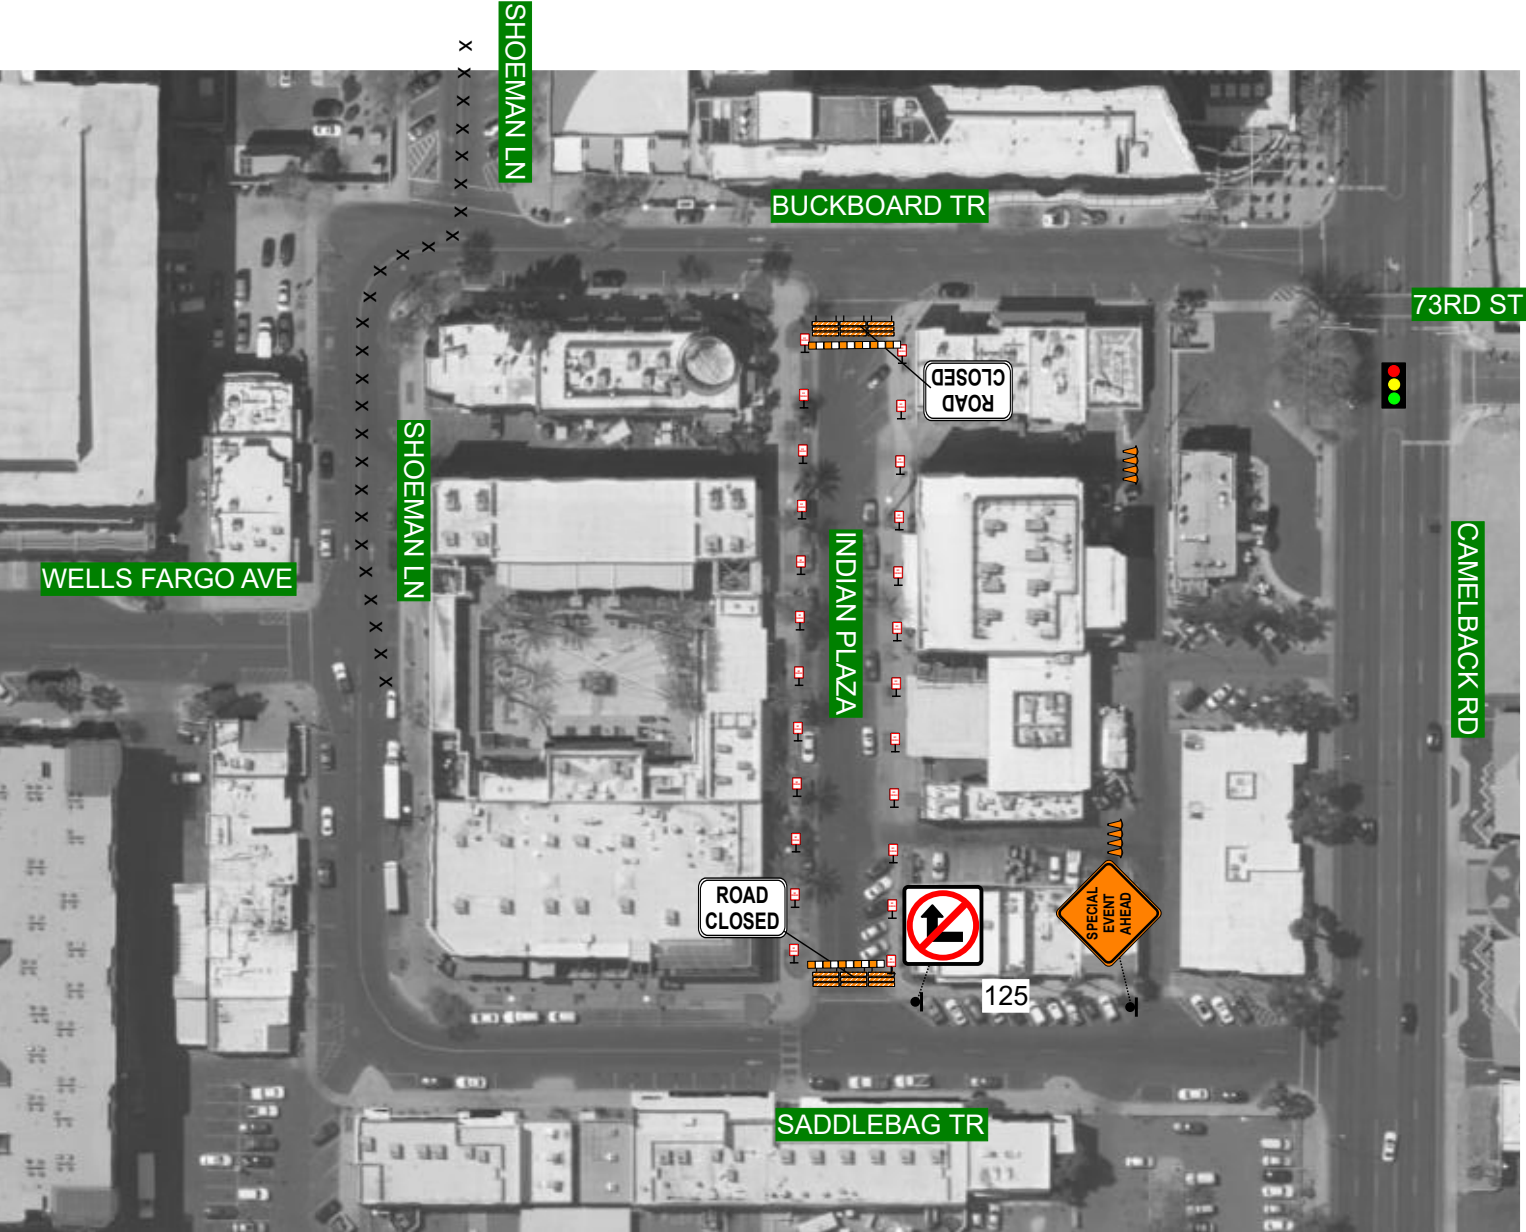 SHOEMAN LN
BUCKBOARD TR
73RD ST
ROAD
CLOSED
SHOEMAN LN
INDIAN PLAZA
CAMELBACK RD
WELLS FARGO AVE
ROAD
CLOSED
SPECIAL
EVENT
AHEAD
125
SADDLEBAG TR